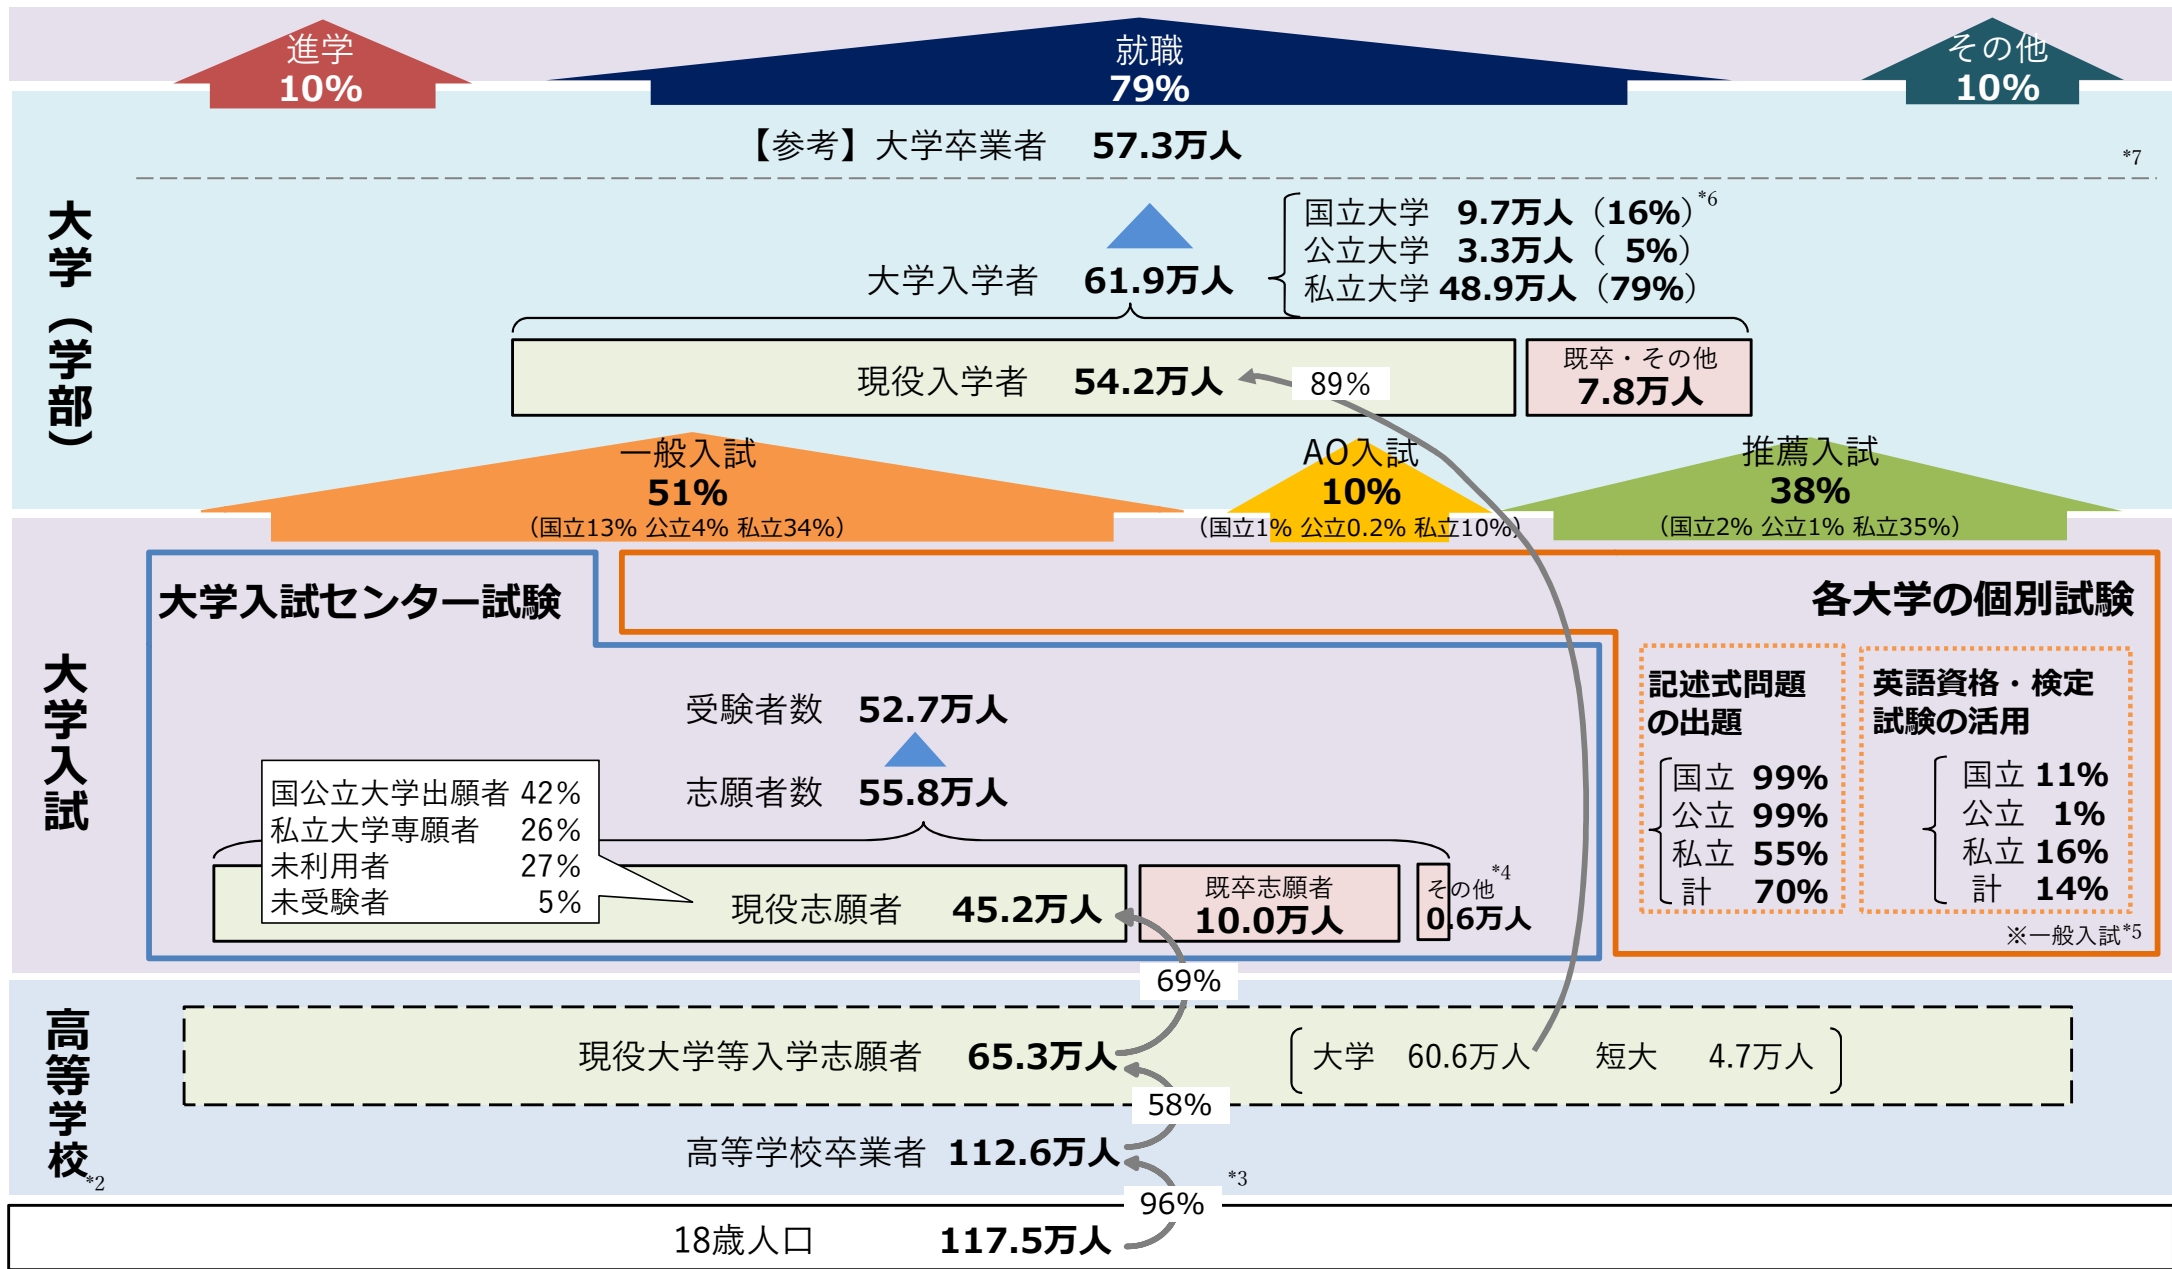 進学
10%
就職
79%
その他
10%
【参考】大学卒業者 57.3万人
*7
大学（学部）
国立大学 9.7万人（16%）*6
公立大学 3.3万人（ 5%）
私立大学 48.9万人（79%）
大学入学者 61.9万人
現役入学者 54.2万人
89%
既卒・その他
7.8万人
一般入試
51%
（国立13% 公立4% 私立34%）
AO入試
10%
（国立1% 公立0.2% 私立10%）
推薦入試
38%
（国立2% 公立1% 私立35%）
大学入試
大学入試センター試験
各大学の個別試験
受験者数 52.7万人
志願者数 55.8万人
国公立大学出願者 42%
私立大学専願者 26%
未利用者 27%
未受験者 5%
現役志願者 45.2万人
既卒志願者
10.0万人
その他*4
0.6万人
記述式問題
の出題
国立 99%
公立 99%
私立 55%
計 70%
英語資格・検定
試験の活用
国立 11%
公立 1%
私立 16%
計 14%
※一般入試*5
69%
高等学校*2
現役大学等入学志願者 65.3万人
大学 60.6万人 短大 4.7万人
58%
高等学校卒業者 112.6万人
*3
96%
18歳人口 117.5万人